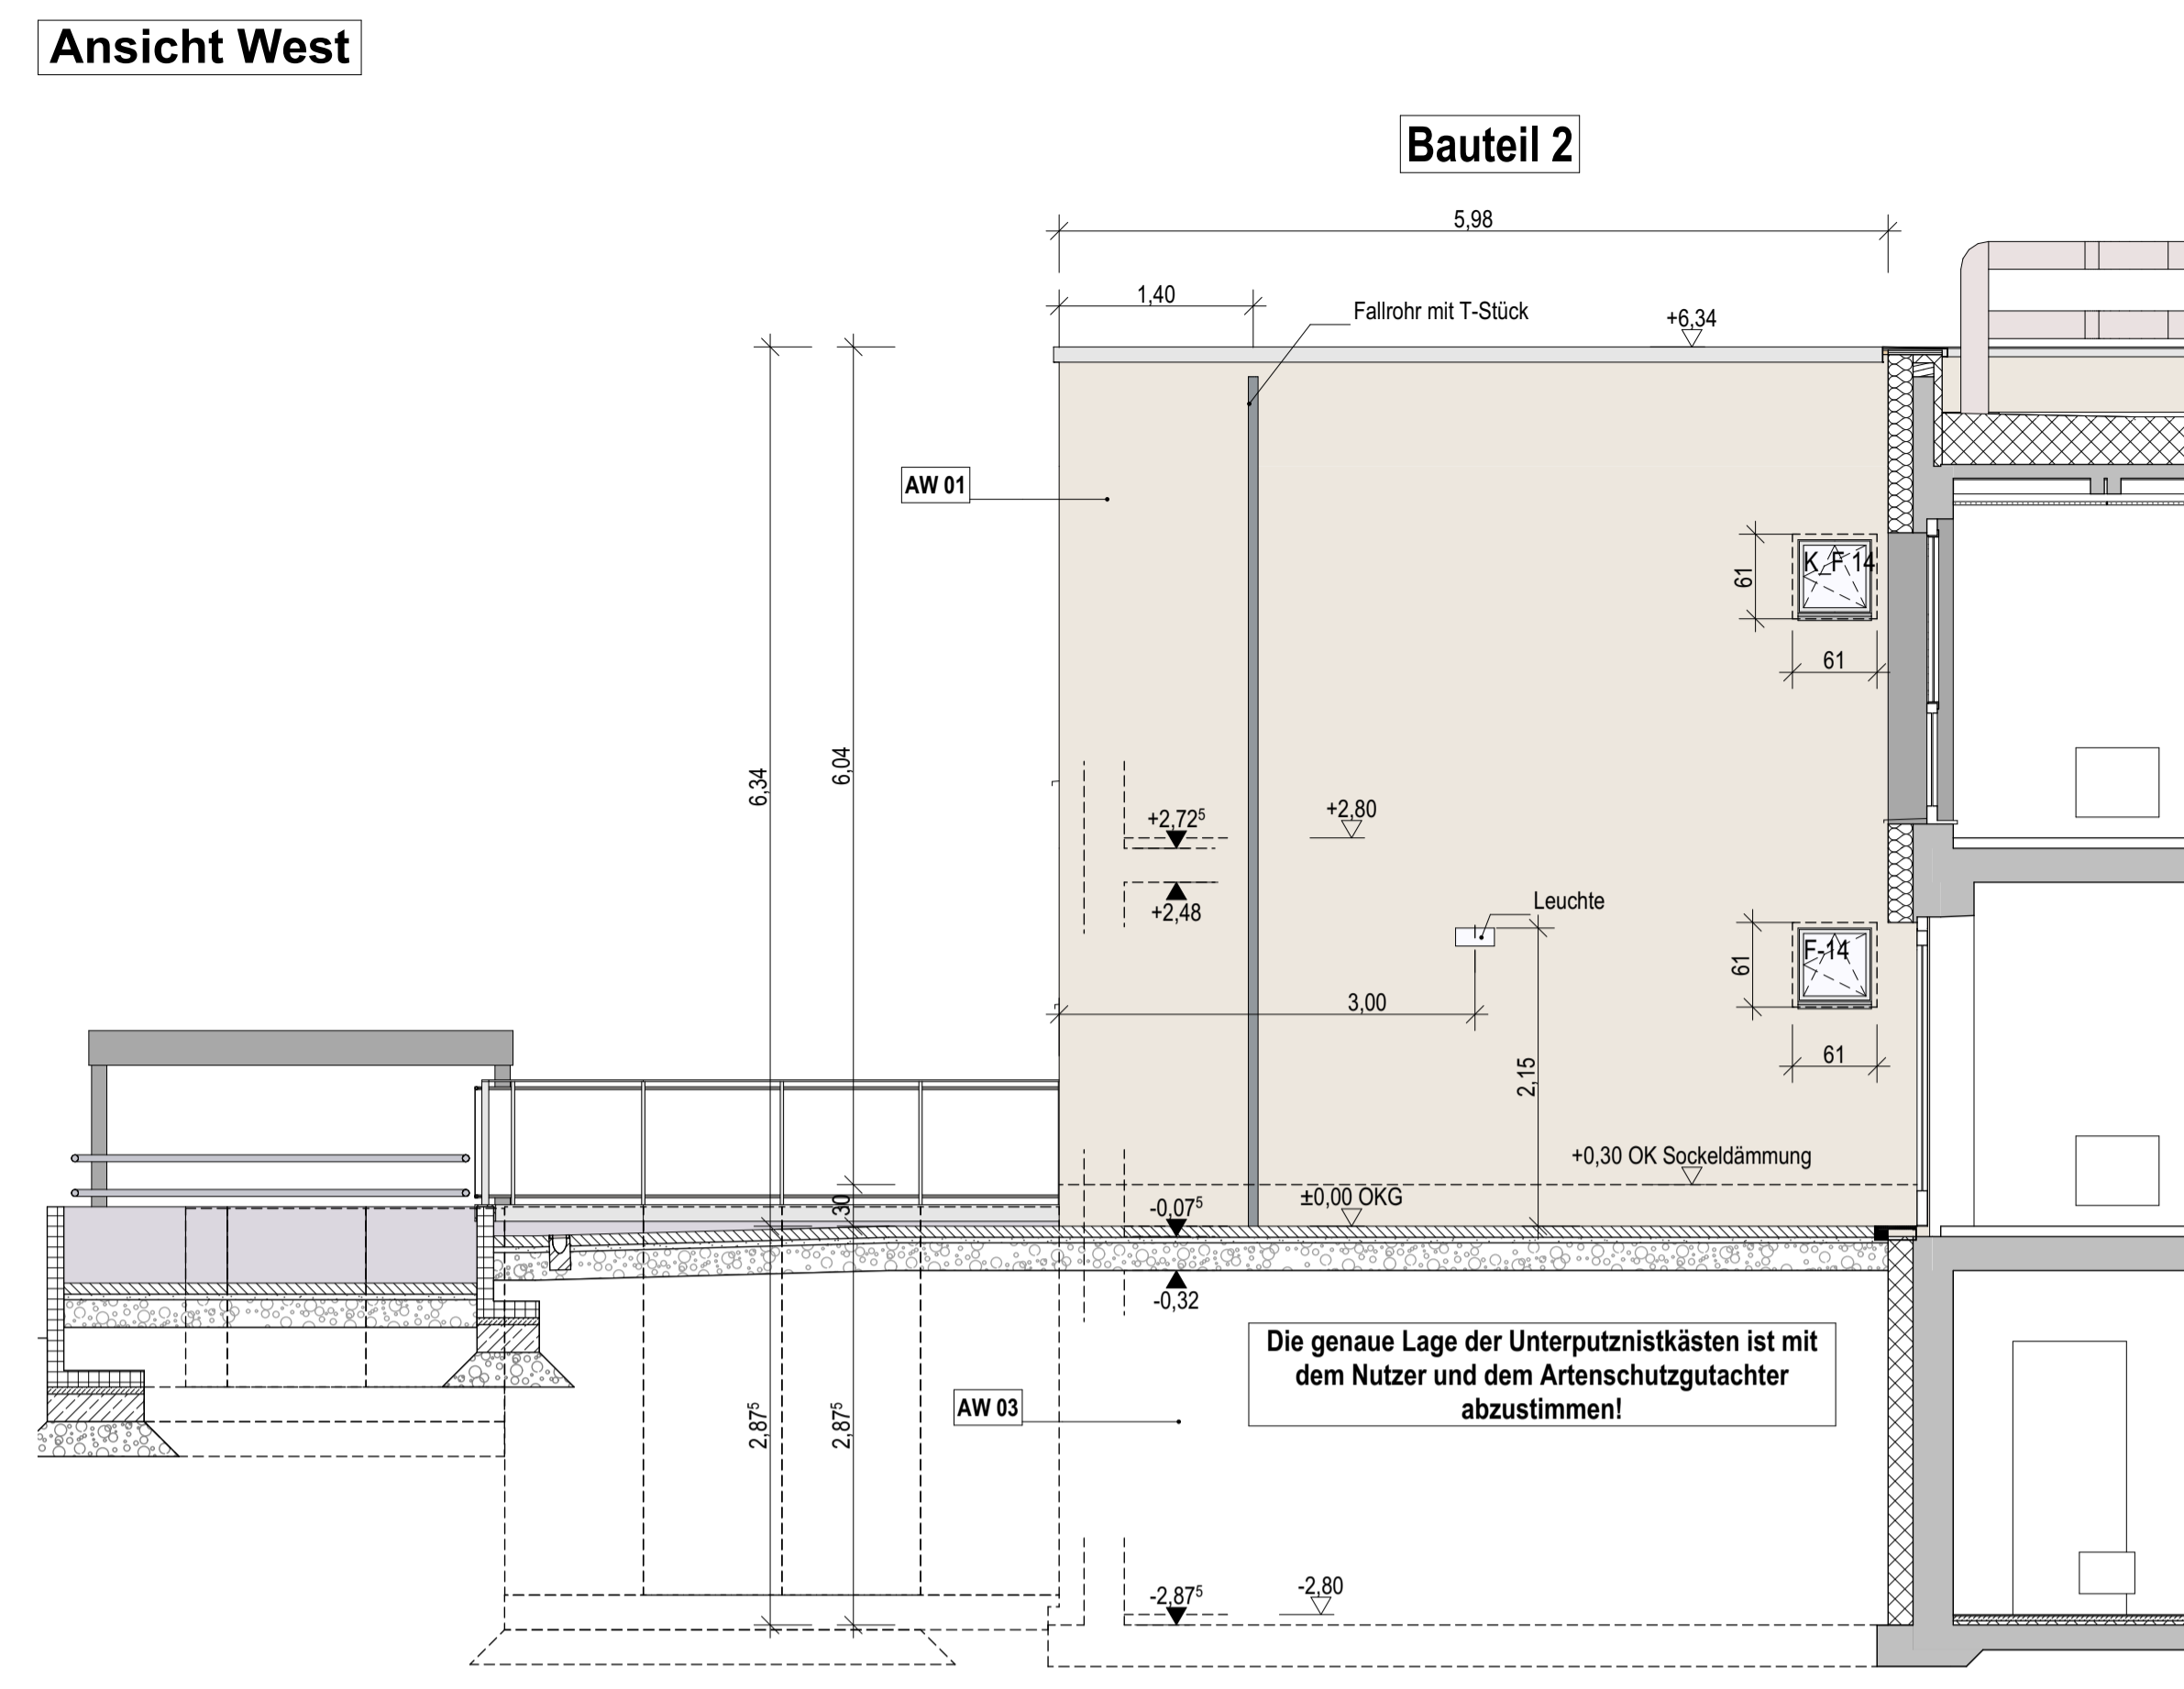 Ansicht West
Bauteil 2
5,98
1,40
Fallrohr mit T-Stück
+6,34
AW 01
K_F 14
61
61
6,34
6,04
+2,72⁵
+2,80
+2,48
Leuchte
F-14
61
3,00
61
2,15
+0,30 OK Sockeldämmung
30
-0,07⁵
±0,00 OKG
-0,32
Die genaue Lage der Unterputznistkästen ist mit
dem Nutzer und dem Artenschutzgutachter
abzustimmen!
AW 03
2,87⁵
2,87⁵
-2,87⁵
-2,80